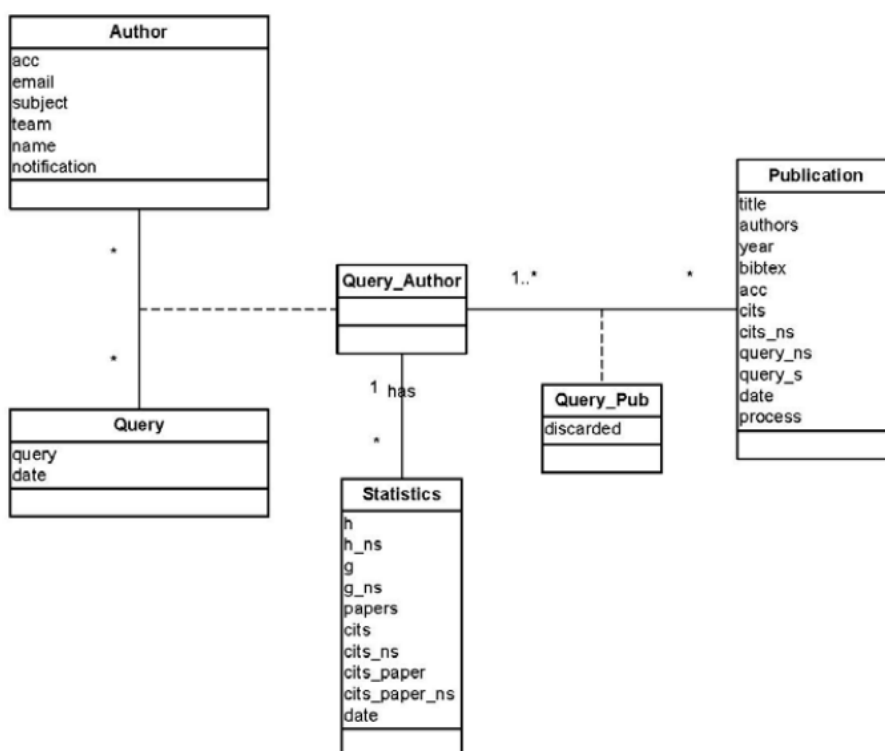 Author
acc
email
subject
team
name
notification
*
*
Query
query
date
Query_Author
1 has
*
Statistics
h
h_ns
g
g_ns
papers
cits
cits_ns
cits_paper
cits_paper_ns
date
1..*
*
Query_Pub
discarded
Publication
title
authors
year
bibtex
acc
cits
cits_ns
query_ns
query_s
date
process